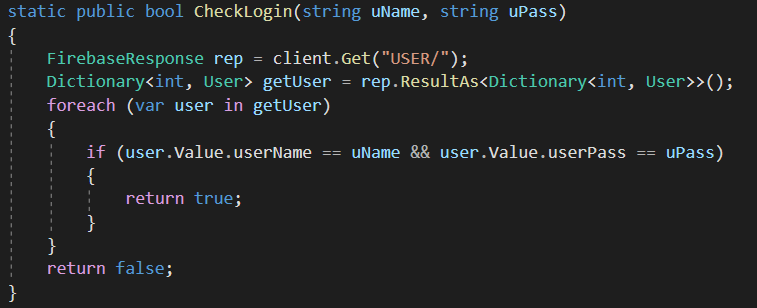 static public bool CheckLogin(string uName, string uPass)
{
    FirebaseResponse rep = client.Get("USER/");
    Dictionary<int, User> getUser = rep.ResultAs<Dictionary<int, User>>();
    foreach (var user in getUser)
    {
        if (user.Value.userName == uName && user.Value.userPass == uPass)
        {
            return true;
        }
    }
    return false;
}